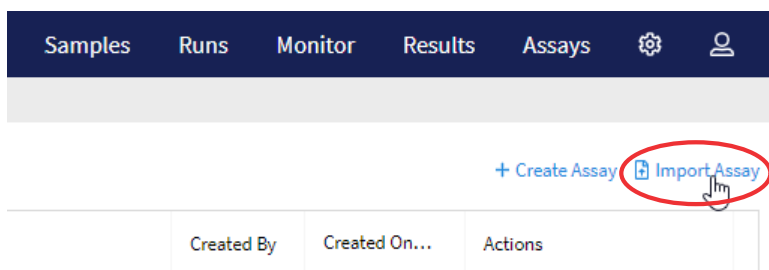 Samples Runs Monitor Results Assays
+ Create Assay Import Assay
Created By Created On... Actions